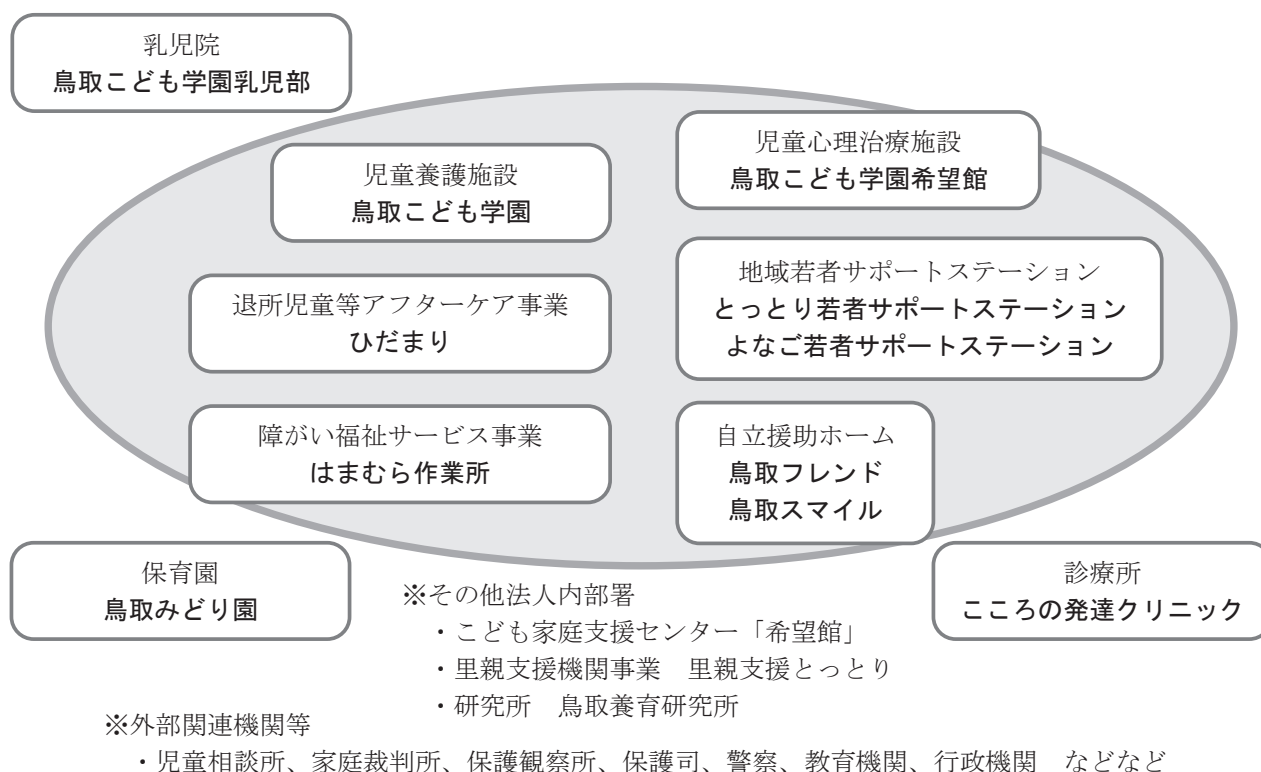 乳児院
鳥取こども学園乳児部
児童養護施設
鳥取こども学園
児童心理治療施設
鳥取こども学園希望館
退所児童等アフターケア事業
ひだまり
地域若者サポートステーション
とっとり若者サポートステーション
よなご若者サポートステーション
障がい福祉サービス事業
はまむら作業所
自立援助ホーム
鳥取フレンド
鳥取スマイル
保育園
鳥取みどり園
診療所
こころの発達クリニック
※その他法人内部署
・こども家庭支援センター「希望館」
・里親支援機関事業　里親支援とっとり
・研究所　鳥取養育研究所
※外部関連機関等
・児童相談所、家庭裁判所、保護観察所、保護司、警察、教育機関、行政機関　などなど